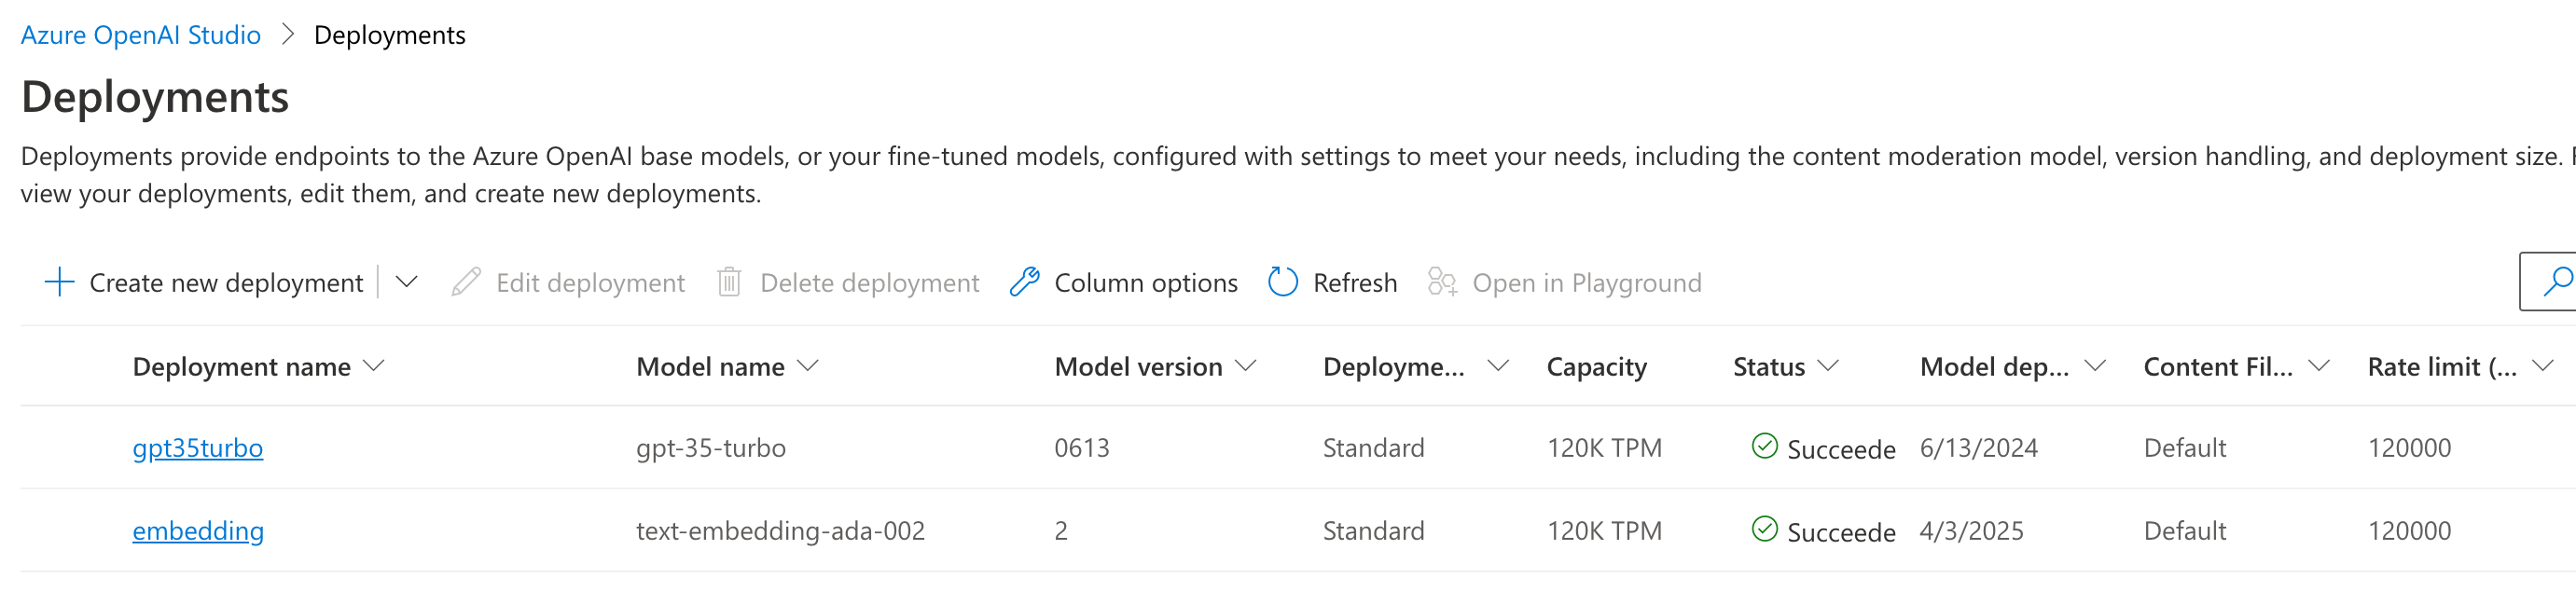 Azure OpenAI Studio > Deployments
Deployments
Deployments provide endpoints to the Azure OpenAI base models, or your fine-tuned models, configured with settings to meet your needs, including the content moderation model, version handling, and deployment size.
view your deployments, edit them, and create new deployments.
Create new deployment Edit deployment Delete deployment Column options Refresh Open in Playground
Deployment name Model name Model version Deployme... Capacity Status Model dep... Content Fil... Rate limit (...
gpt35turbo gpt-35-turbo 0613 Standard 120K TPM Succeede 6/13/2024 Default 120000
embedding text-embedding-ada-002 2 Standard 120K TPM Succeede 4/3/2025 Default 120000